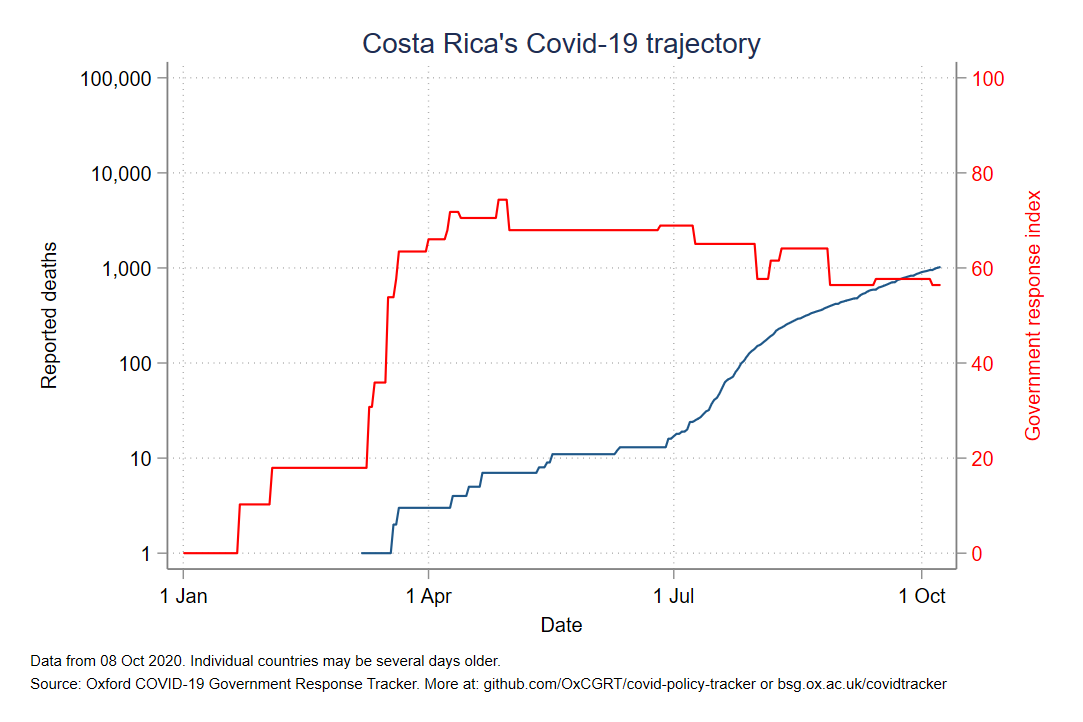 Costa Rica's Covid-19 trajectory
100,000
10,000
1,000
100
10
1
Reported deaths
100
80
60
40
20
0
Government response index
1 Jan
1 Apr
1 Jul
1 Oct
Date
Data from 08 Oct 2020. Individual countries may be several days older.
Source: Oxford COVID-19 Government Response Tracker. More at: github.com/OxCGRT/covid-policy-tracker or bsg.ox.ac.uk/covidtracker